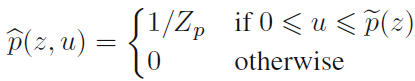 p̂(z, u) = { 1/Z_p if 0 ⩽ u ⩽ p̃(z)
0 otherwise